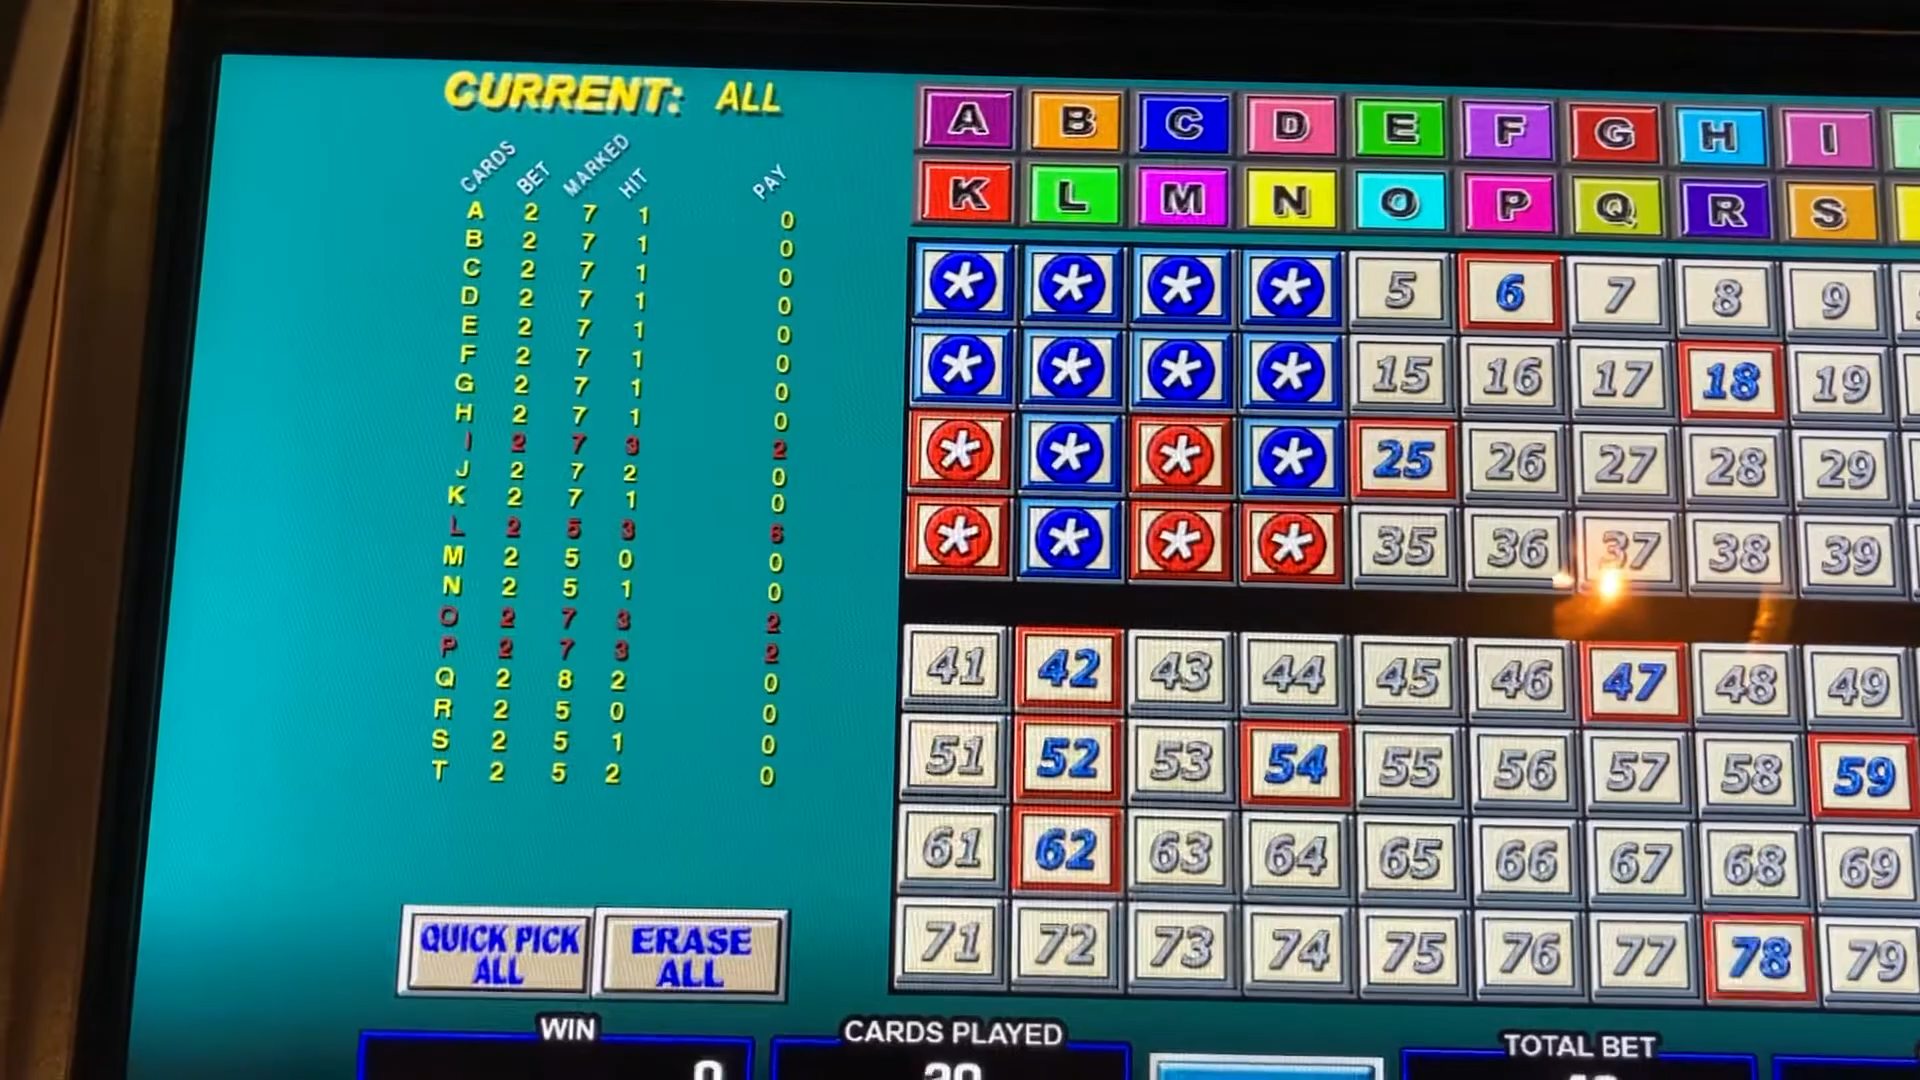 CURRENT: ALL
CARDS BET MARKED HIT PAY
A 2 7 1 0
B 2 7 1 0
C 2 7 1 0
D 2 7 1 0
E 2 7 1 0
F 2 7 1 0
G 2 7 1 0
H 2 7 1 0
I 2 7 3 2
J 2 7 2 0
K 2 7 1 0
L 2 5 3 6
M 2 5 0 0
N 2 5 1 0
O 2 7 3 2
P 2 7 3 2
Q 2 8 2 0
R 2 5 0 0
S 2 5 1 0
T 2 5 2 0
QUICK PICK ALL
ERASE ALL
A B C D E F G H I
K L M N O P Q R S
* * * * 5 6 7 8 9
* * * * 15 16 17 18 19
* * * * 25 26 27 28 29
* * * * 35 36 37 38 39
41 42 43 44 45 46 47 48 49
51 52 53 54 55 56 57 58 59
61 62 63 64 65 66 67 68 69
71 72 73 74 75 76 77 78 79
WIN CARDS PLAYED TOTAL BET